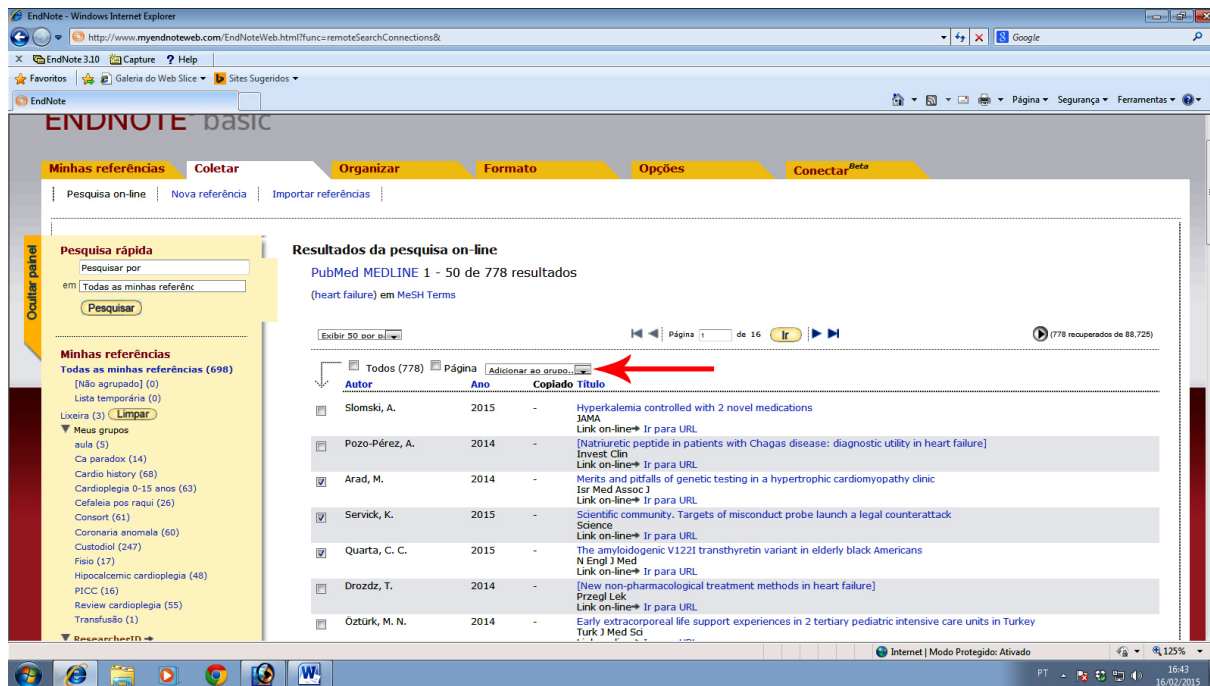 EndNote - Windows Internet Explorer
http://www.myendnoteweb.com/EndNoteWeb.html?func=remoteSearchConnections&
Google
X EndNote 3.10 Capture ? Help
Favoritos Galeria do Web Slice Sites Sugeridos
EndNote
Página Segurança Ferramentas
ENDNOTE basic
Minhas referências Coletar Organizar Formato Opções Conectar Beta
Pesquisa on-line Nova referência Importar referências
Ocultar painel
Pesquisa rápida
Pesquisar por
em Todas as minhas referênc
Pesquisar
Minhas referências
Todas as minhas referências (698)
[Não agrupado] (0)
Lista temporária (0)
Lixeira (3) Limpar
Meus grupos
aula (5)
Ca paradox (14)
Cardio history (68)
Cardioplegia 0-15 anos (63)
Cefaleia pos raqui (26)
Consort (61)
Coronaria anomala (60)
Custodiol (247)
Fisio (17)
Hipocalcemic cardioplegia (48)
PICC (16)
Review cardioplegia (55)
Transfusão (1)
ResearcherID
Resultados da pesquisa on-line
PubMed MEDLINE 1 - 50 de 778 resultados
(heart failure) em MeSH Terms
Exibir 50 por p
Página 1 de 16 Ir
(778 recuperados de 88,725)
Todos (778) Página Adicionar ao grupo...
Autor Ano Copiado Título
Slomski, A. 2015 - Hyperkalemia controlled with 2 novel medications
JAMA
Link on-line Ir para URL
Pozo-Pérez, A. 2014 - [Natriuretic peptide in patients with Chagas disease: diagnostic utility in heart failure]
Invest Clin
Link on-line Ir para URL
Arad, M. 2014 - Merits and pitfalls of genetic testing in a hypertrophic cardiomyopathy clinic
Isr Med Assoc J
Link on-line Ir para URL
Servick, K. 2015 - Scientific community. Targets of misconduct probe launch a legal counterattack
Science
Link on-line Ir para URL
Quarta, C. C. 2015 - The amyloidogenic V122I transthyretin variant in elderly black Americans
N Engl J Med
Link on-line Ir para URL
Drozdz, T. 2014 - [New non-pharmacological treatment methods in heart failure]
Przegl Lek
Link on-line Ir para URL
Öztürk, M. N. 2014 - Early extracorporeal life support experiences in 2 tertiary pediatric intensive care units in Turkey
Turk J Med Sci
Internet | Modo Protegido: Ativado
125%
PT
16:43
16/02/2015